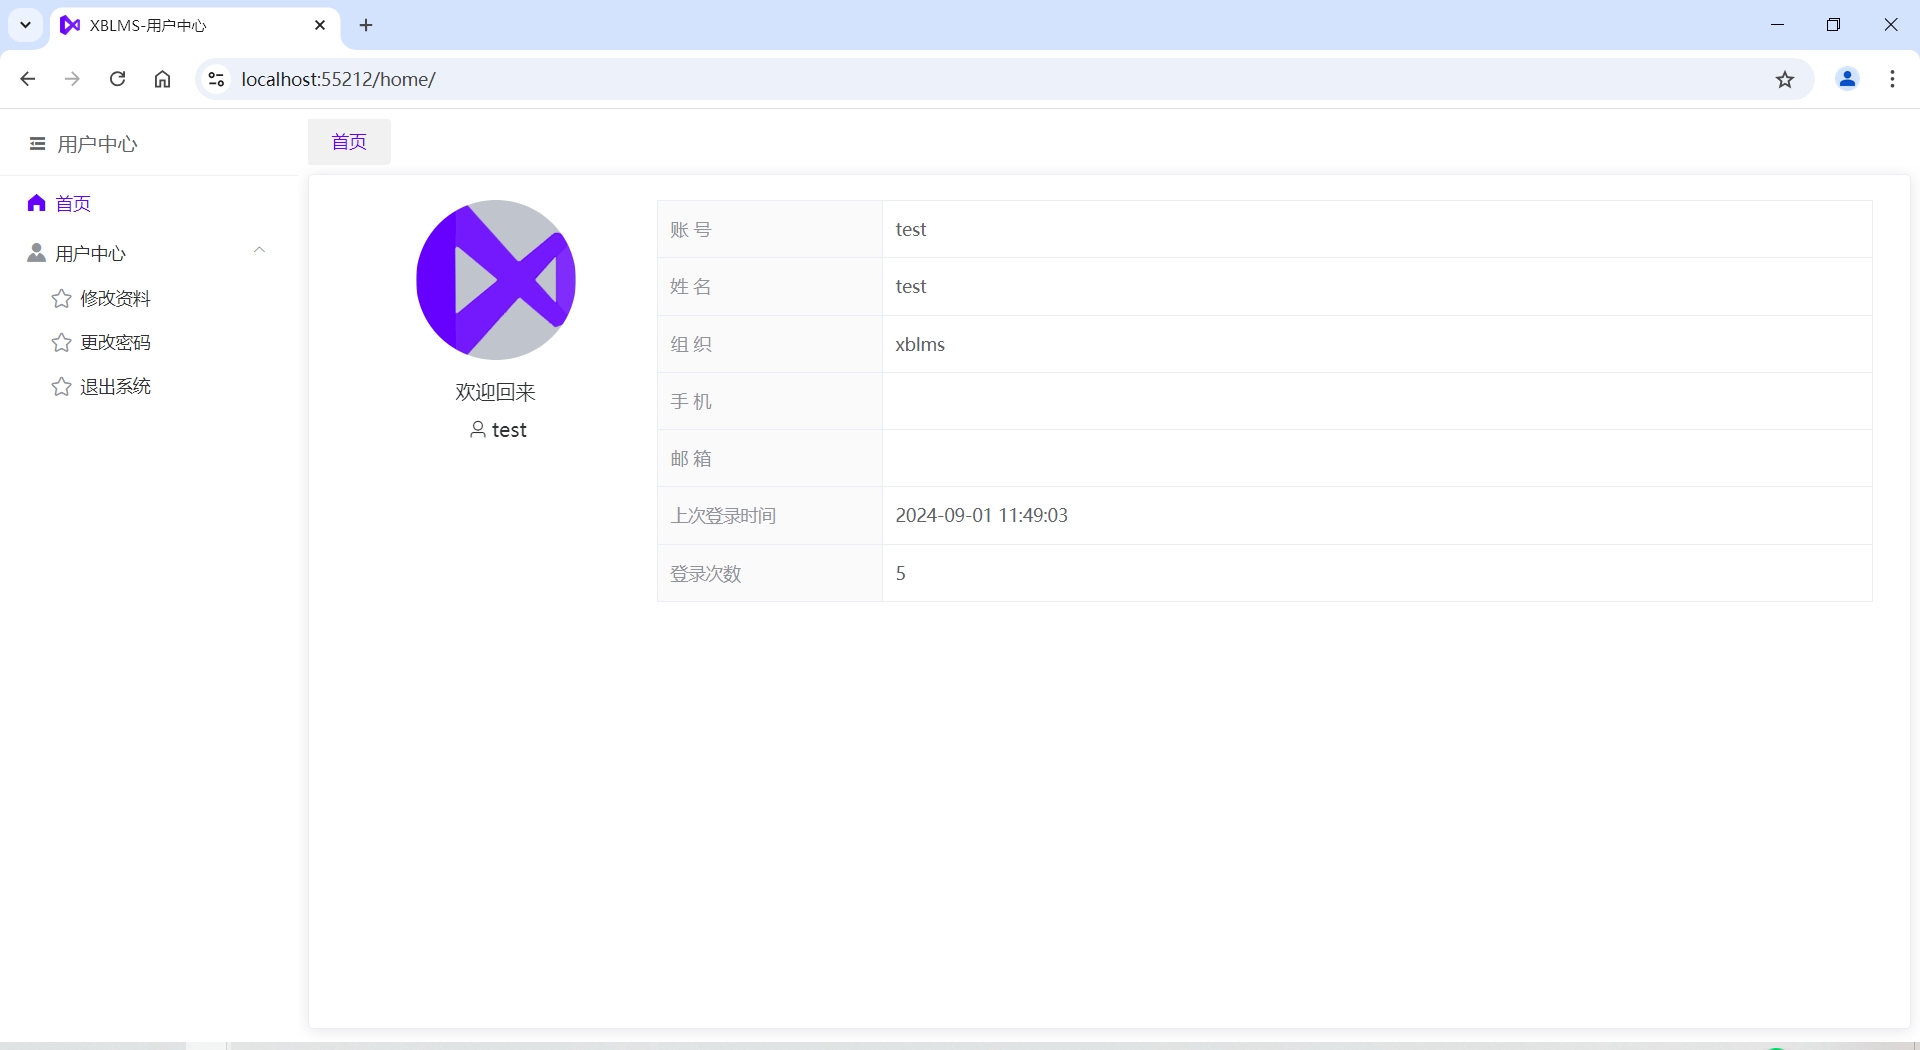 XBLMS-用户中心
localhost:55212/home/
用户中心
首页
首页
用户中心
修改资料
更改密码
退出系统
欢迎回来
test
账 号 test
姓 名 test
组 织 xblms
手 机
邮 箱
上次登录时间 2024-09-01 11:49:03
登录次数 5